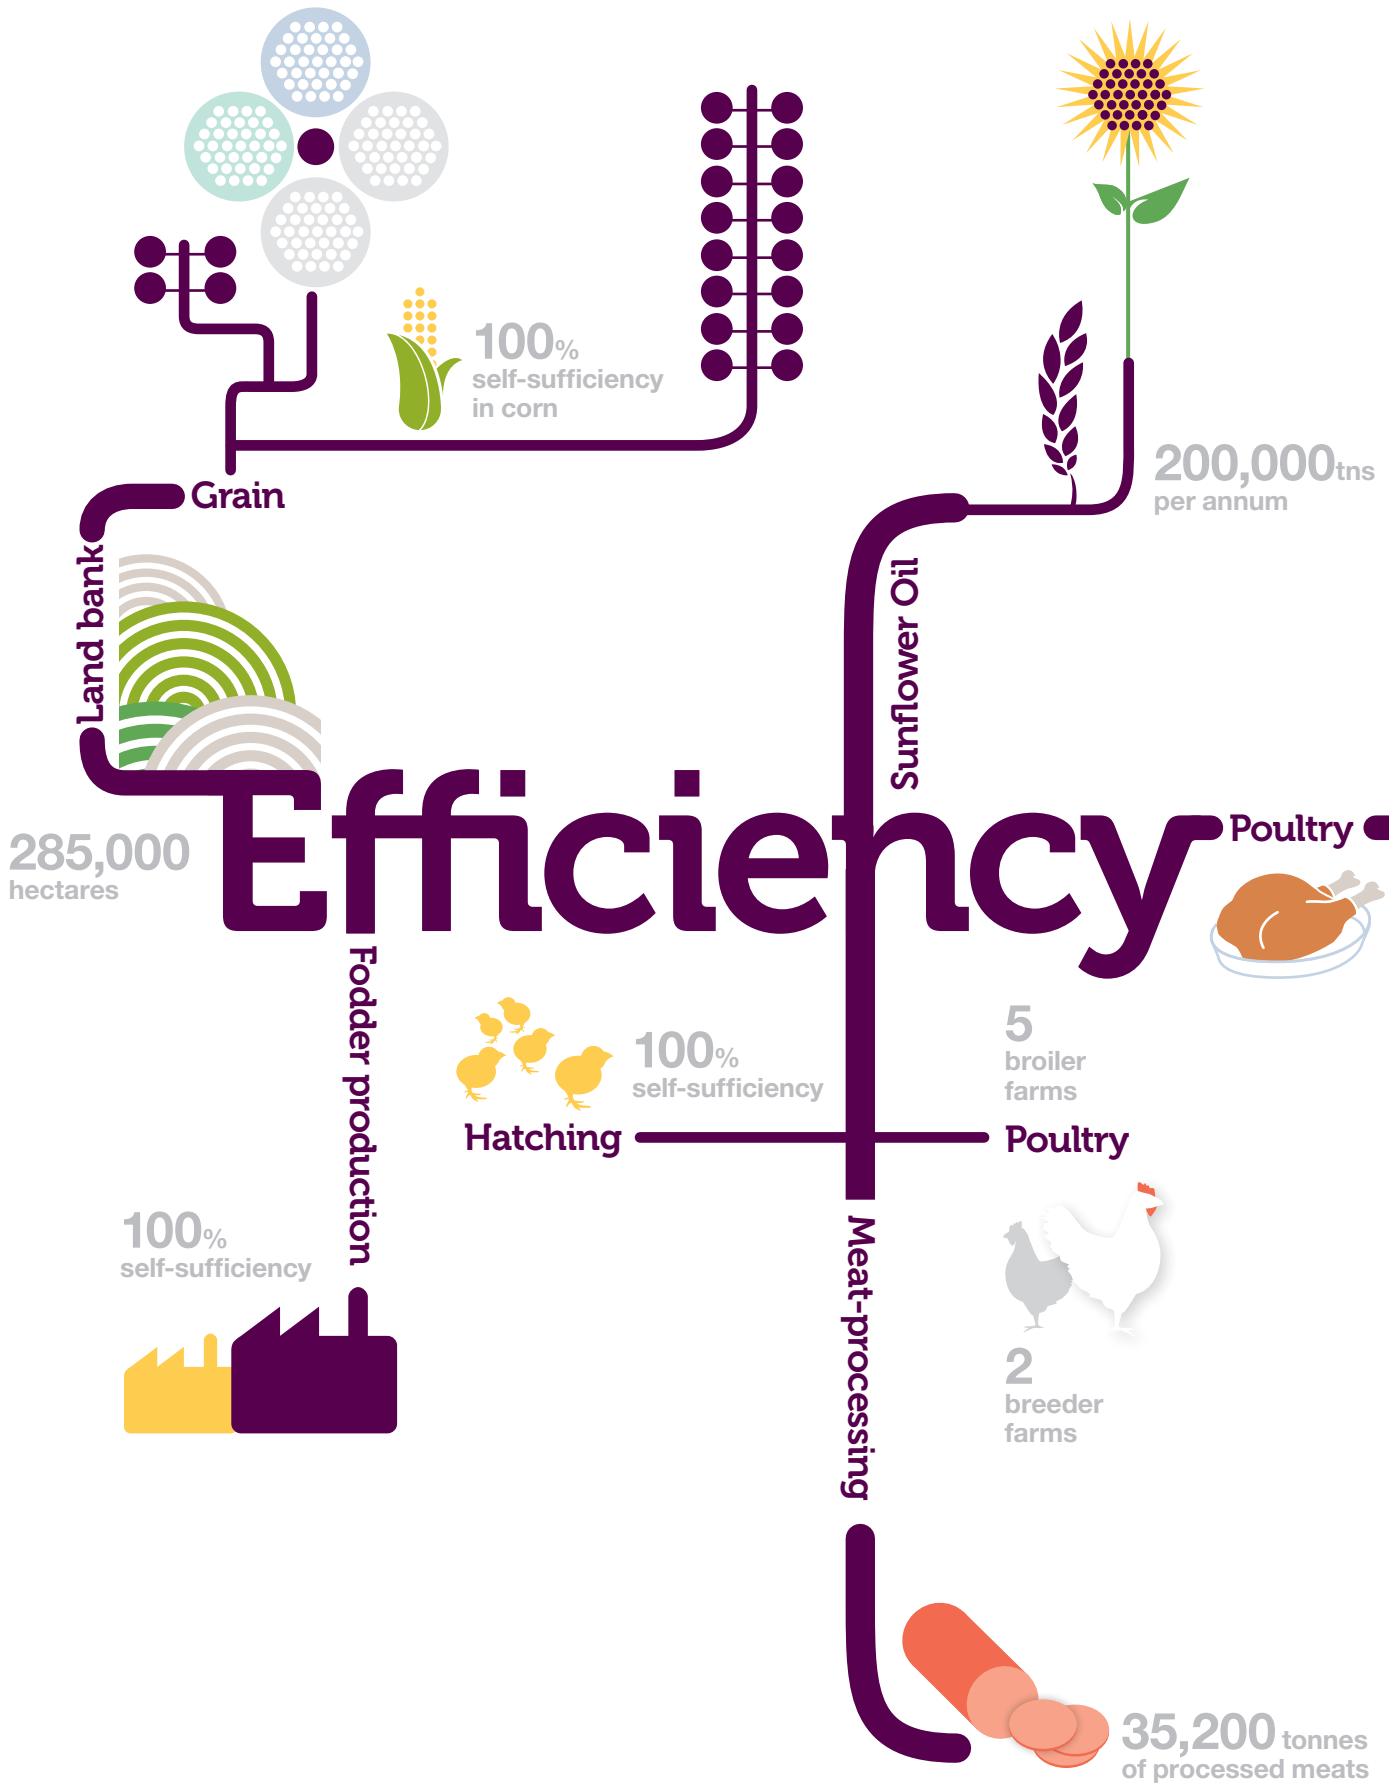 100%
self-sufficiency
in corn
200,000tns
per annum
Grain
Land bank
Sunflower Oil
Efficiency
Poultry
285,000
hectares
Fodder production
100%
self-sufficiency
Hatching
5
broiler
farms
Poultry
2
breeder
farms
100%
self-sufficiency
Meat-processing
35,200 tonnes
of processed meats